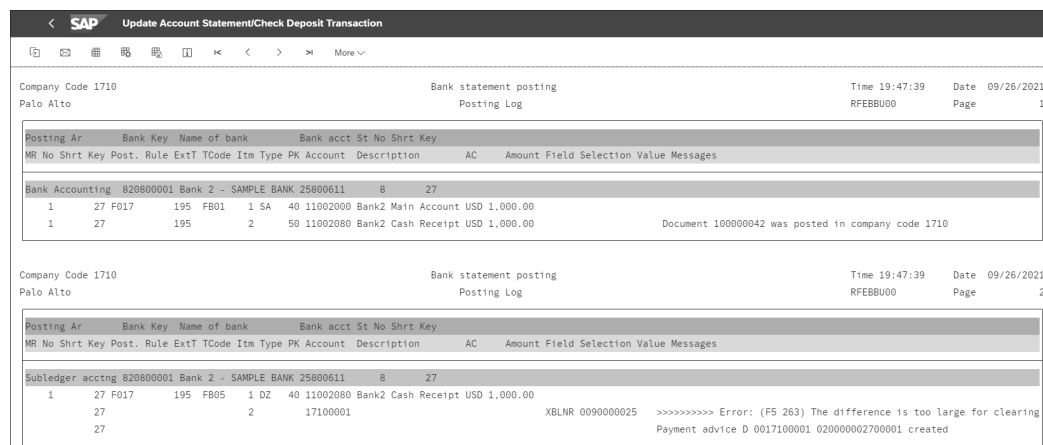 SAP Update Account Statement/Check Deposit Transaction
More
Company Code 1710 Bank statement posting Time 19:47:39 Date 09/26/2021
Palo Alto Posting Log RFEBBU00 Page 1
Posting Ar Bank Key Name of bank Bank acct St No Shrt Key
MR No Shrt Key Post. Rule ExtT TCode Itm Type PK Account Description AC Amount Field Selection Value Messages
Bank Accounting 820800001 Bank 2 - SAMPLE BANK 25800611 8 27
1 27 F017 195 FB01 1 SA 40 11002000 Bank2 Main Account USD 1,000.00
1 27 195 2 50 11002080 Bank2 Cash Receipt USD 1,000.00 Document 100000042 was posted in company code 1710
Company Code 1710 Bank statement posting Time 19:47:39 Date 09/26/2021
Palo Alto Posting Log RFEBBU00 Page 2
Posting Ar Bank Key Name of bank Bank acct St No Shrt Key
MR No Shrt Key Post. Rule ExtT TCode Itm Type PK Account Description AC Amount Field Selection Value Messages
Subledger acctng 820800001 Bank 2 - SAMPLE BANK 25800611 8 27
1 27 F017 195 FB05 1 DZ 40 11002080 Bank2 Cash Receipt USD 1,000.00
27 2 17100001 XBLNR 0090000025 >>>>>>>>>> Error: (F5 263) The difference is too large for clearing
27 Payment advice D 0017100001 020000002700001 created